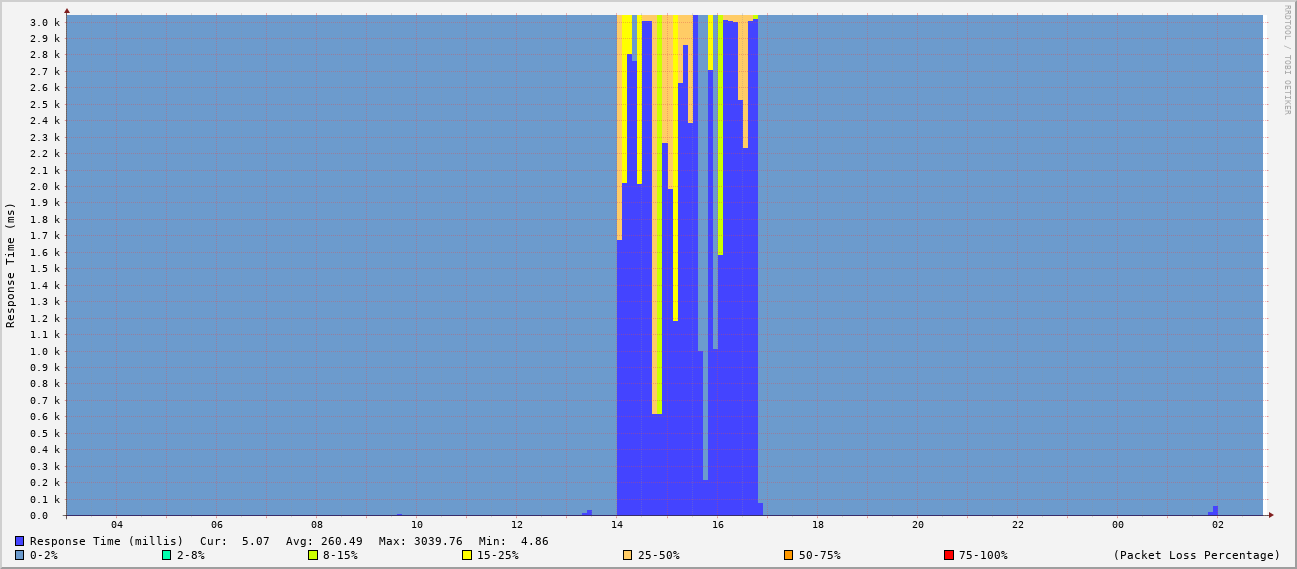 RRDTOOL / TOBI OETIKER
3.0 k
2.9 k
2.8 k
2.7 k
2.6 k
2.5 k
2.4 k
2.3 k
2.2 k
2.1 k
2.0 k
1.9 k
1.8 k
1.7 k
1.6 k
1.5 k
1.4 k
1.3 k
1.2 k
1.1 k
1.0 k
0.9 k
0.8 k
0.7 k
0.6 k
0.5 k
0.4 k
0.3 k
0.2 k
0.1 k
0.0
Response Time (ms)
04 06 08 10 12 14 16 18 20 22 00 02
Response Time (millis) Cur: 5.07 Avg: 260.49 Max: 3039.76 Min: 4.86
0-2% 2-8% 8-15% 15-25% 25-50% 50-75% 75-100% (Packet Loss Percentage)